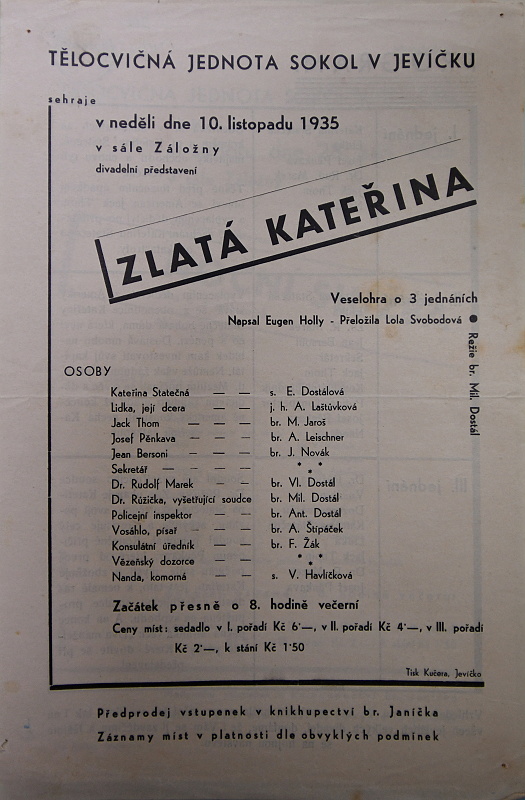 TĚLOCVIČNÁ JEDNOTA SOKOL V JEVÍČKU
sehraje
v neděli dne 10. listopadu 1935
v sále Záložny
divadelní představení
ZLATÁ KATEŘINA
Veselohra o 3 jednáních
Napsal Eugen Holly - Přeložila Lola Svobodová ●
Režie br. Mil. Dostál
OSOBY
Kateřina Statečná — — s. E. Dostálová
Lidka, její dcera — — j. h. A. Laštůvková
Jack Thom — — — br. M. Jaroš
Josef Pěnkava — — — br. A. Leischner
Jean Bersoni — — — br. J. Novák
Sekretář — — — — * * *
Dr. Rudolf Marek — — br. Vl. Dostál
Dr. Růžička, vyšetřující soudce br. Mil. Dostál
Policejní inspektor — — br. Ant. Dostál
Vosáhlo, písař — — — br. A. Štipáček
Konsulátní úředník — — br. F. Žák
Vězeňský dozorce — — * * *
Nanda, komorná — — s. V. Havlíčková
Začátek přesně o 8. hodině večerní
Ceny míst: sedadlo v I. pořadí Kč 6·—, v II. pořadí Kč 4·—, v III. pořadí
Kč 2·—, k stání Kč 1·50
Tisk Kučera, Jevíčko
Předprodej vstupenek v knihkupectví br. Janíčka
Záznamy míst v platnosti dle obvyklých podmínek